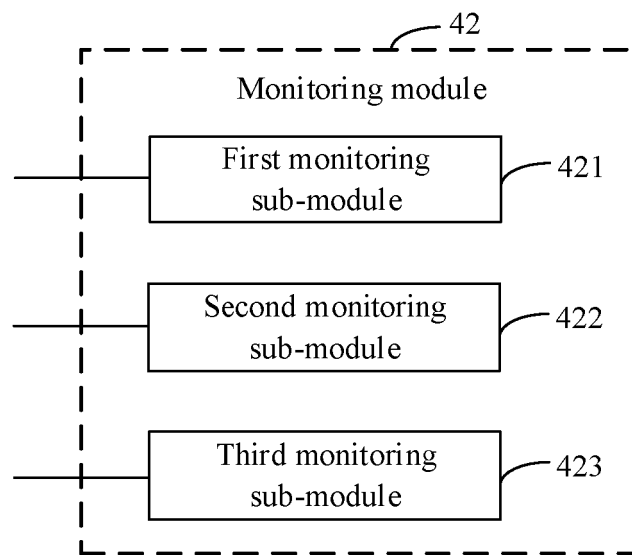 42
Monitoring module
First monitoring
sub-module
421
Second monitoring
sub-module
422
Third monitoring
sub-module
423